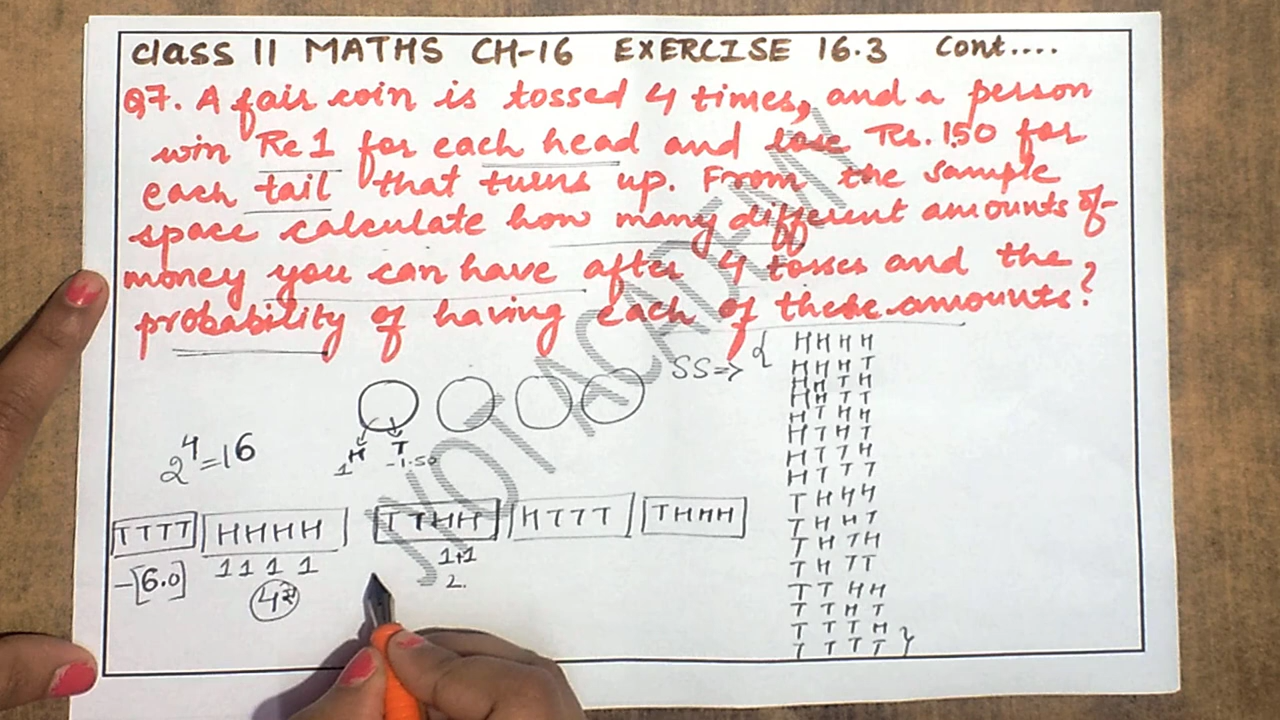 class 11 MATHS CH-16 EXERCISE 16.3 Cont....
Q7. A fair coin is tossed 4 times, and a person
win Re 1 for each head and lose Rs. 1.50 for
each tail that turns up. From the sample
space calculate how many different amounts of
money you can have after 4 tosses and the
probability of having each of these amounts?
SS=> {
HHHH
HHHT
HHTH
HHTT
HTHH
HTHT
HTTH
HTTT
THHH
THHT
THTH
THTT
TTHH
TTHT
TTTH
TTTT }
H T
1 -1.50
2^4=16
TTTT HHHH TTHH HTTT THHH
-[6.0] 1 1 1 1 1+1
4 2.
JYOTI ACADEMY